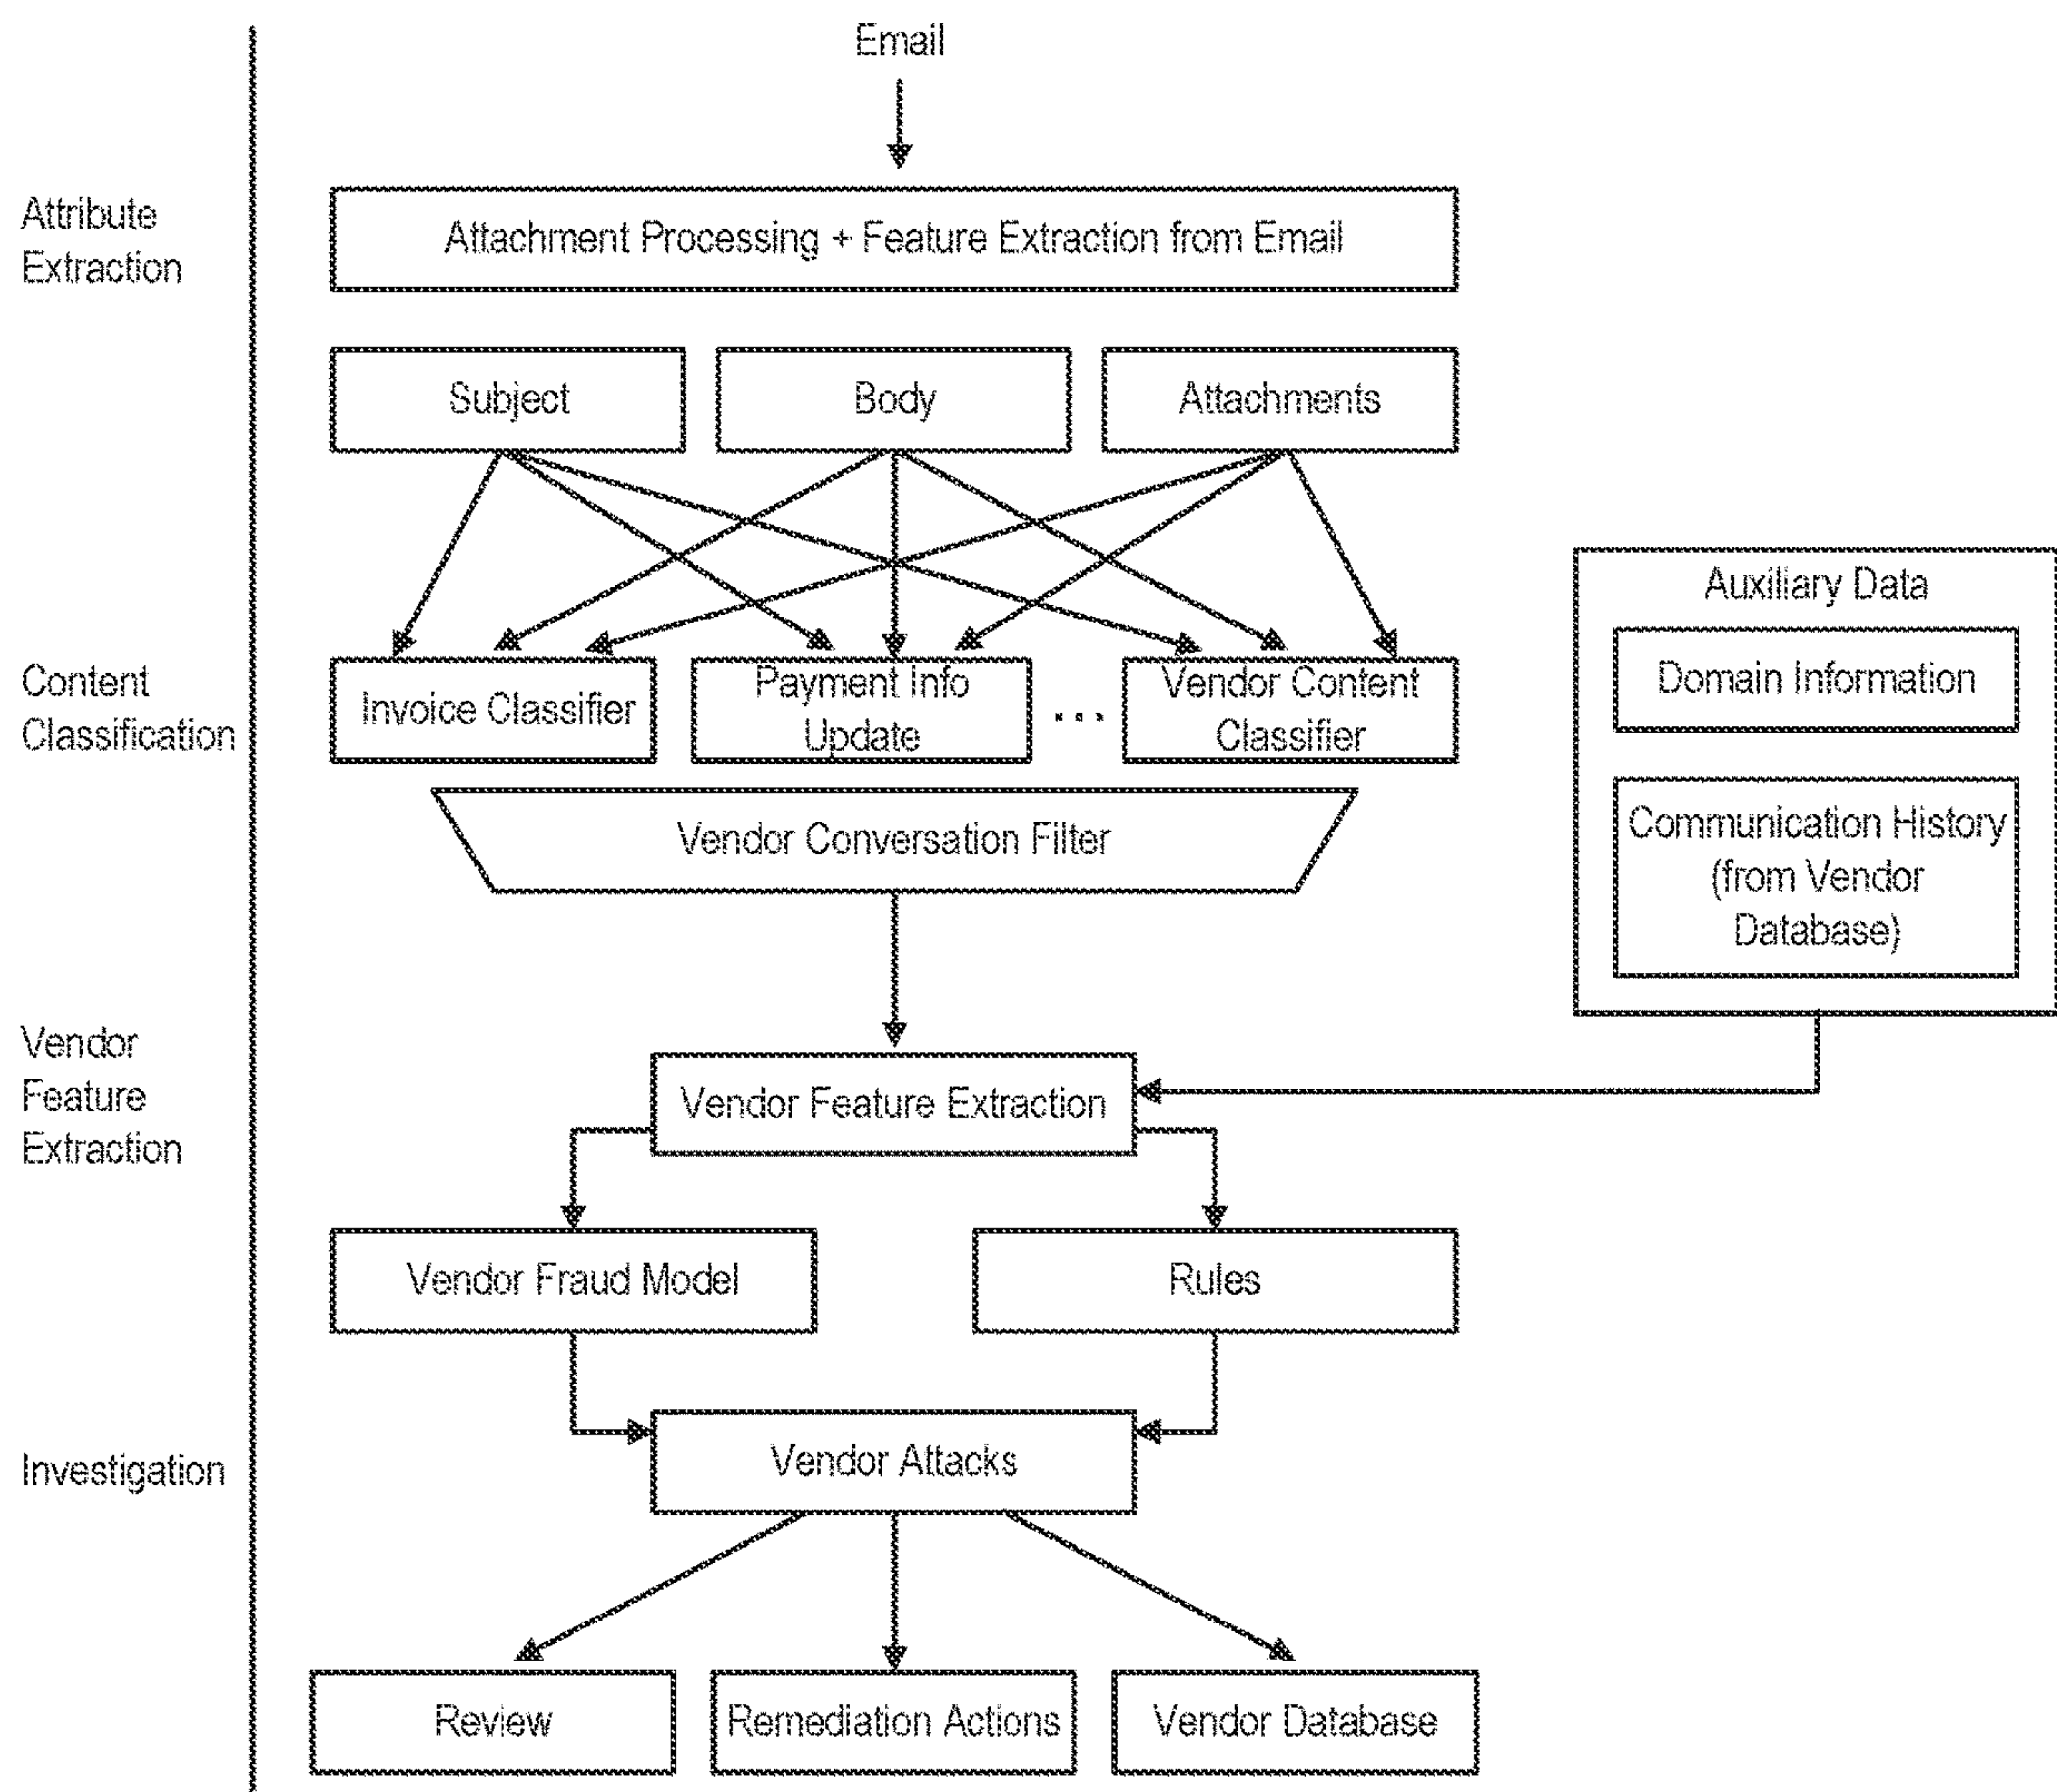 Email
Attribute
Extraction
Attachment Processing + Feature Extraction from Email
Subject
Body
Attachments
Content
Classification
Invoice Classifier
Payment Info
Update
...
Vendor Content
Classifier
Auxiliary Data
Domain Information
Communication History
(from Vendor
Database)
Vendor Conversation Filter
Vendor
Feature
Extraction
Vendor Feature Extraction
Vendor Fraud Model
Rules
Investigation
Vendor Attacks
Review
Remediation Actions
Vendor Database